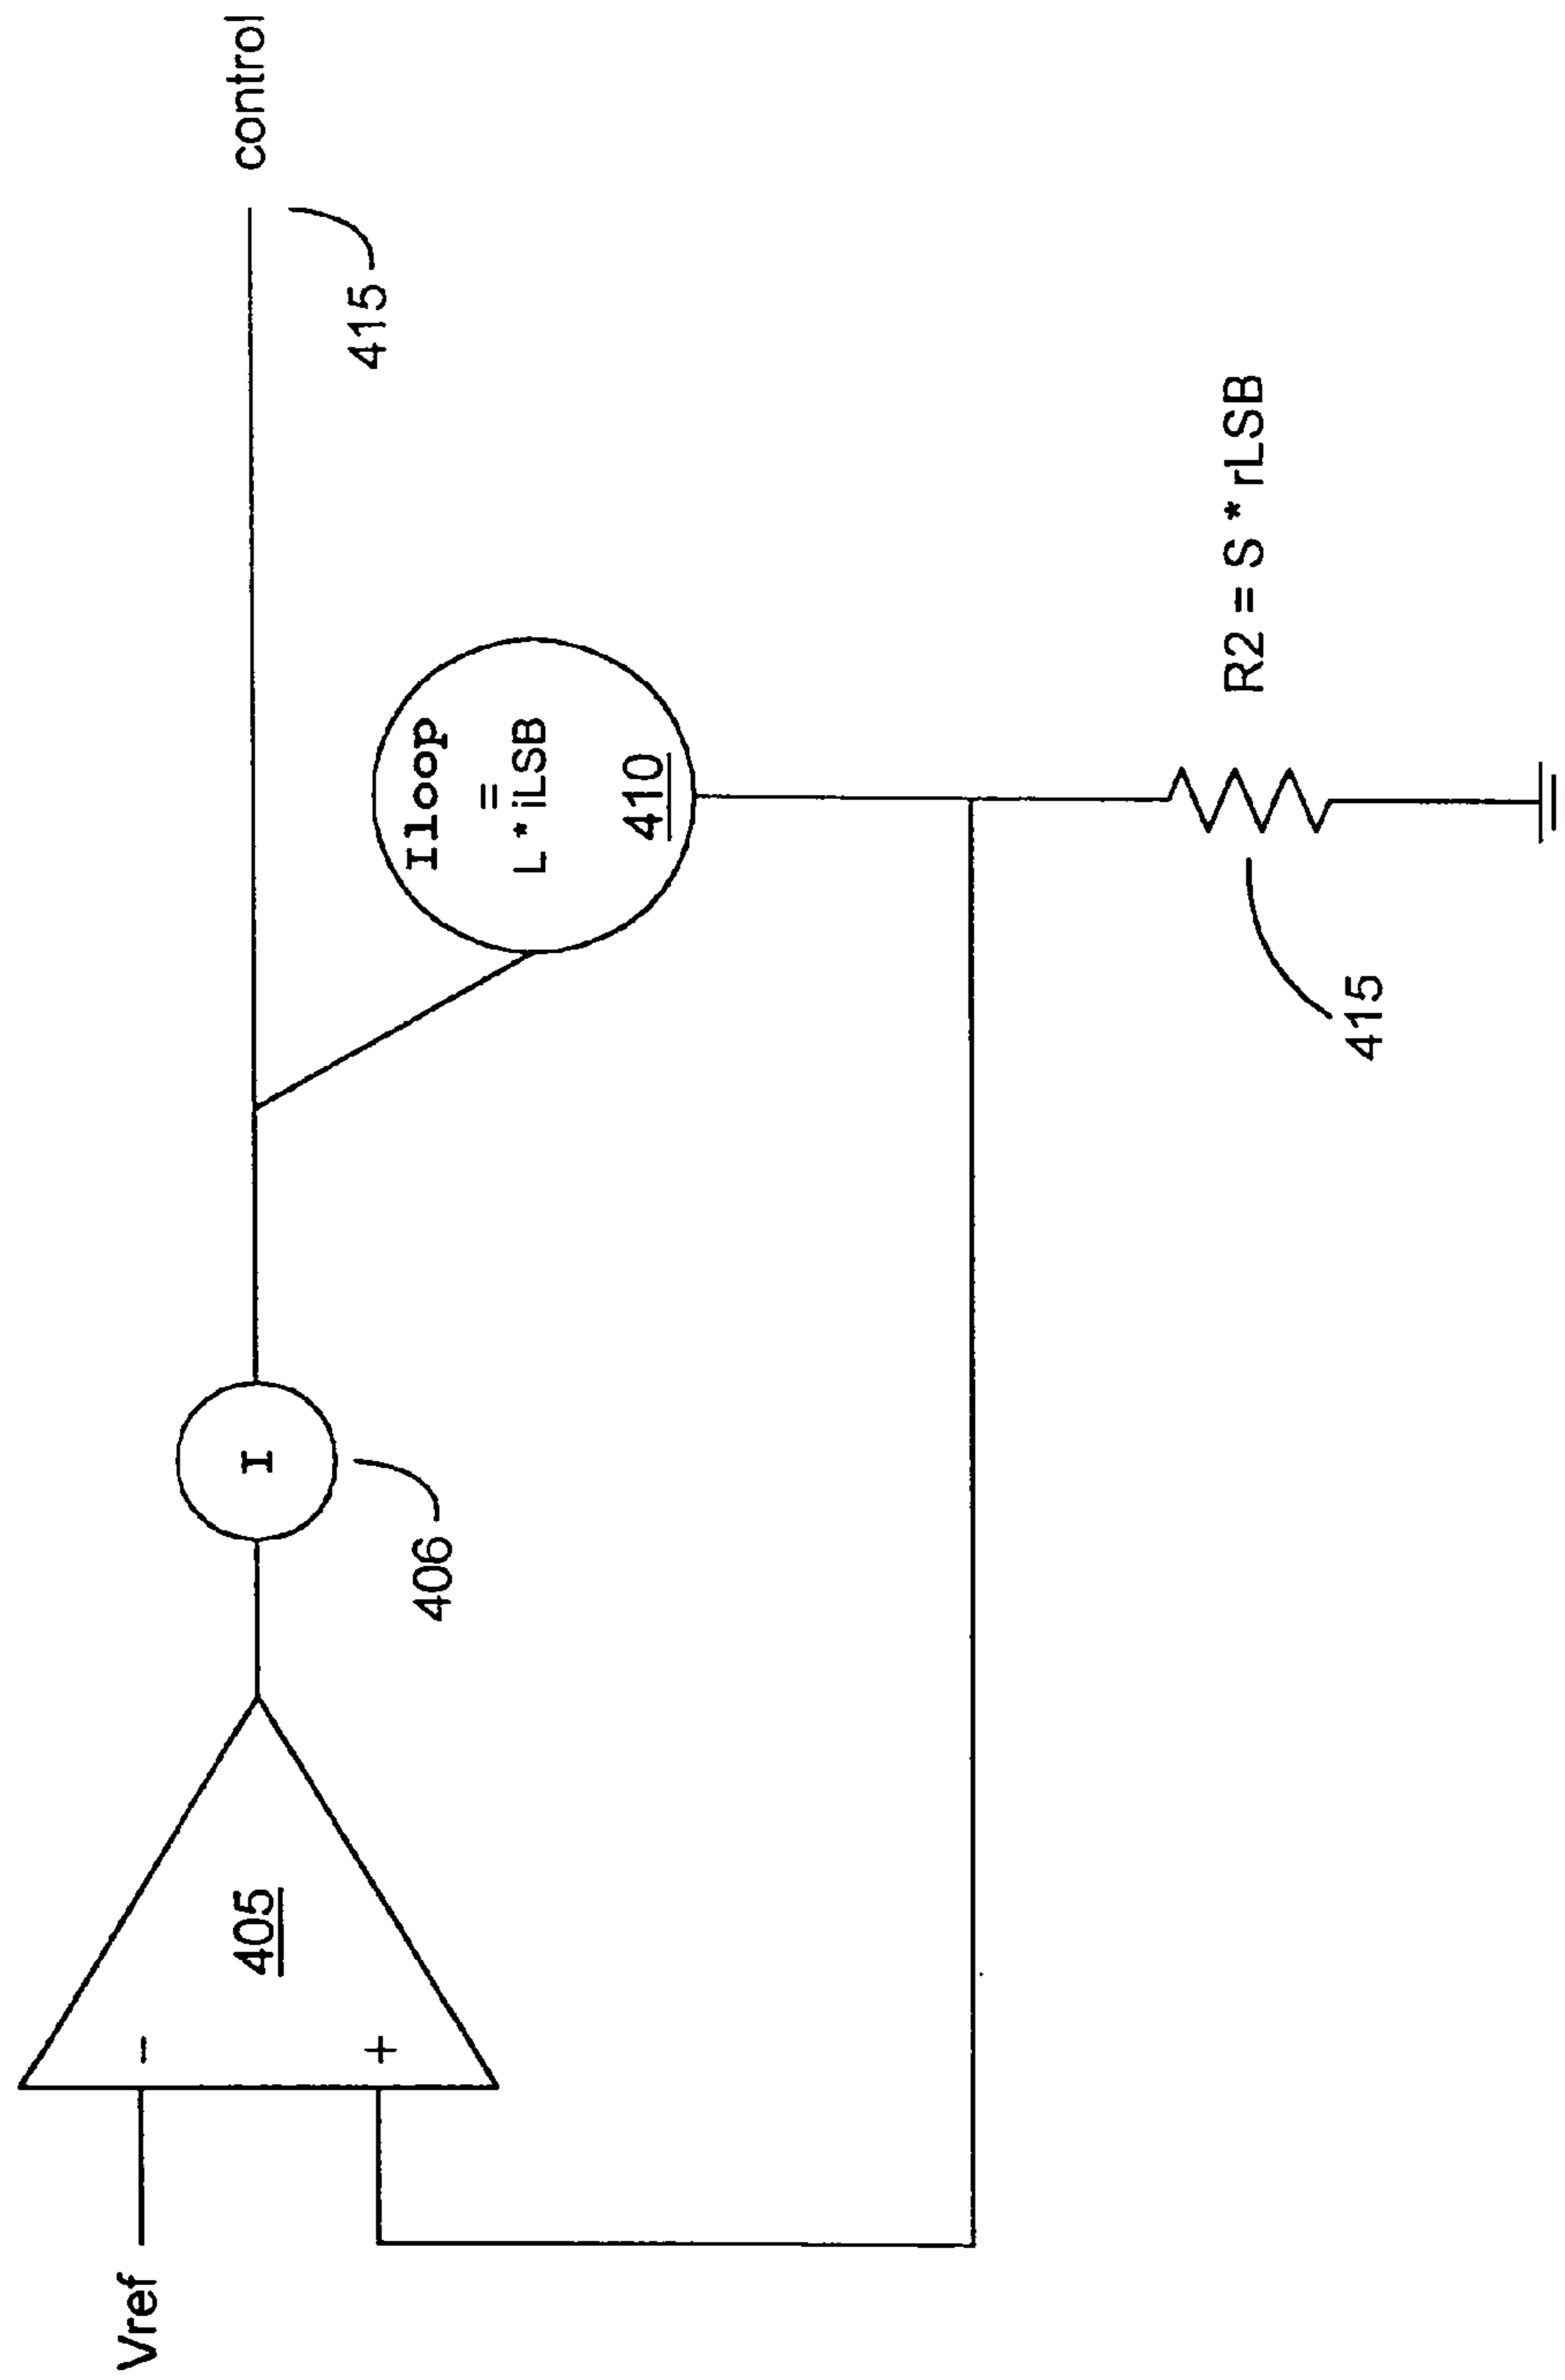 Vref
-
+
405
I
406
Iloop
=
L * iLSB
410
control
415
R2 = S * rLSB
415